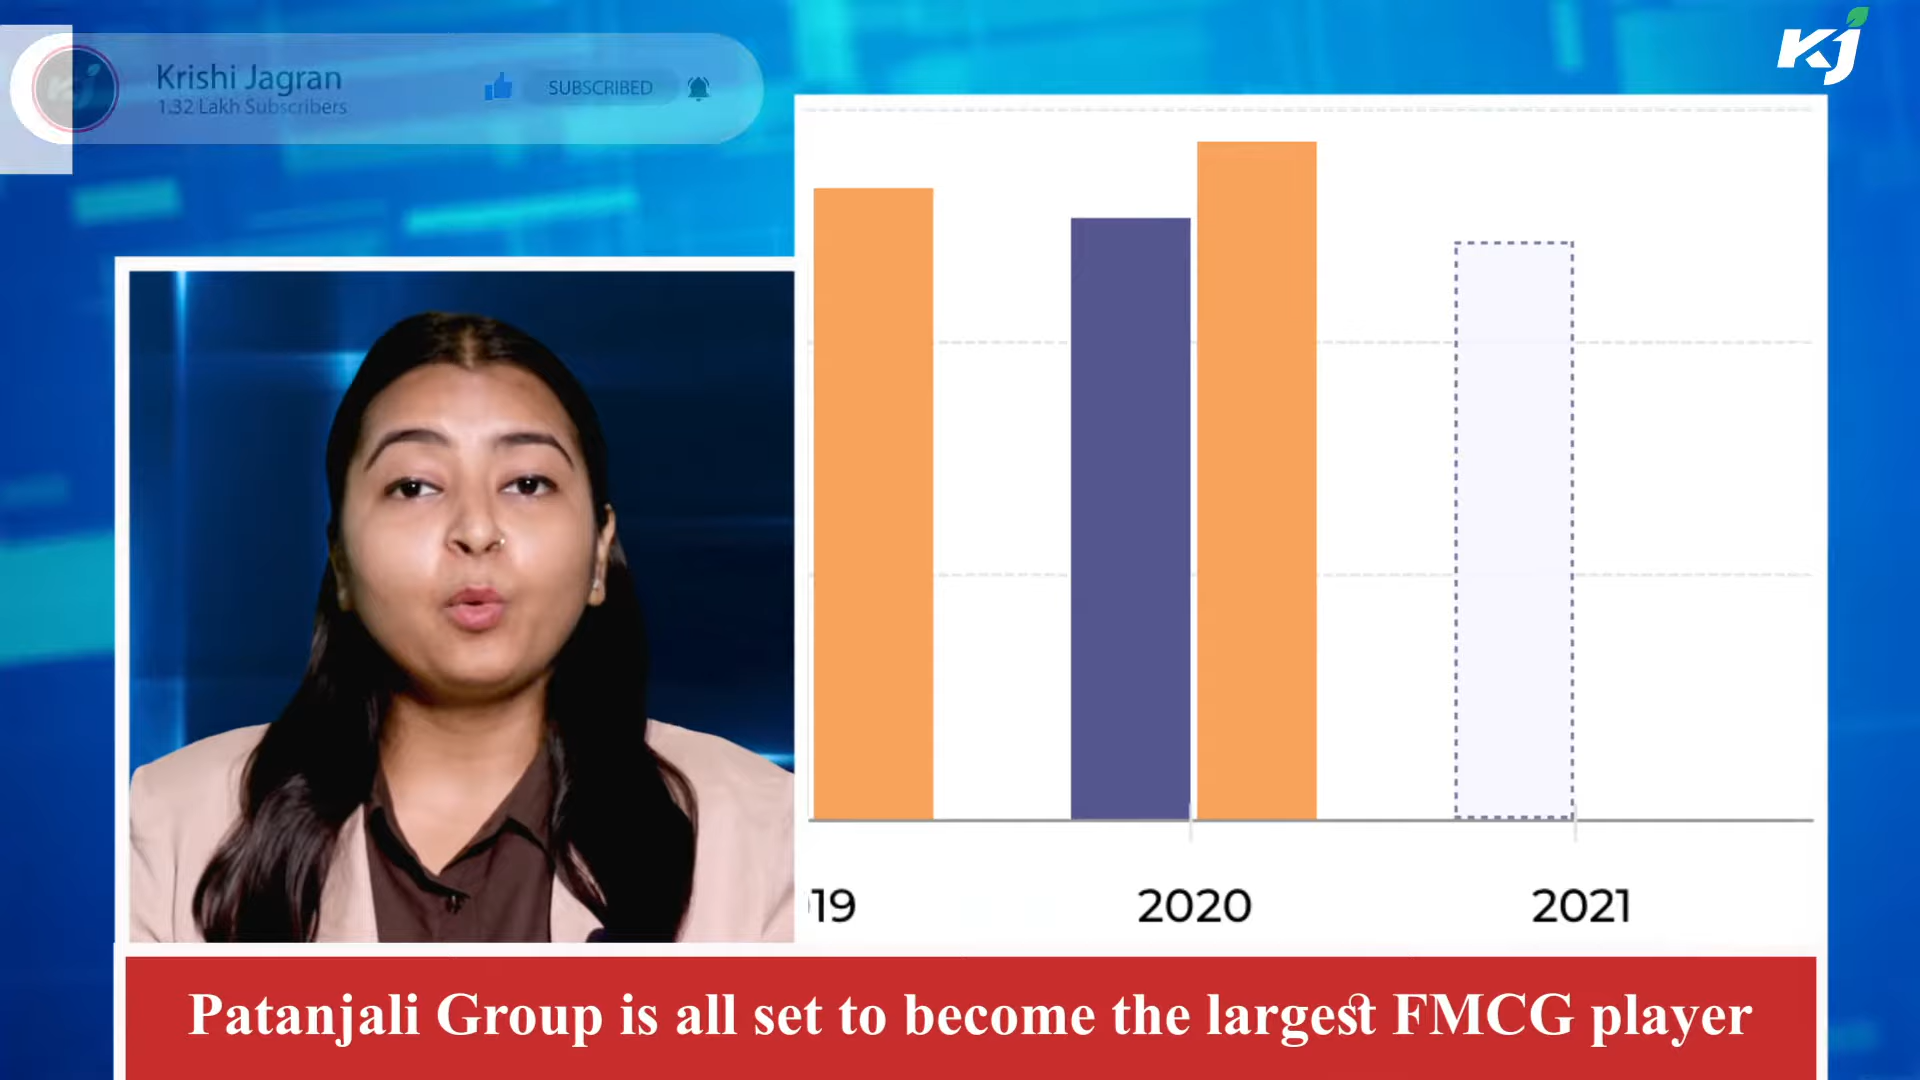 KJ
Krishi Jagran
1.32 Lakh Subscribers
SUBSCRIBED
19
2020
2021
Patanjali Group is all set to become the largest FMCG player